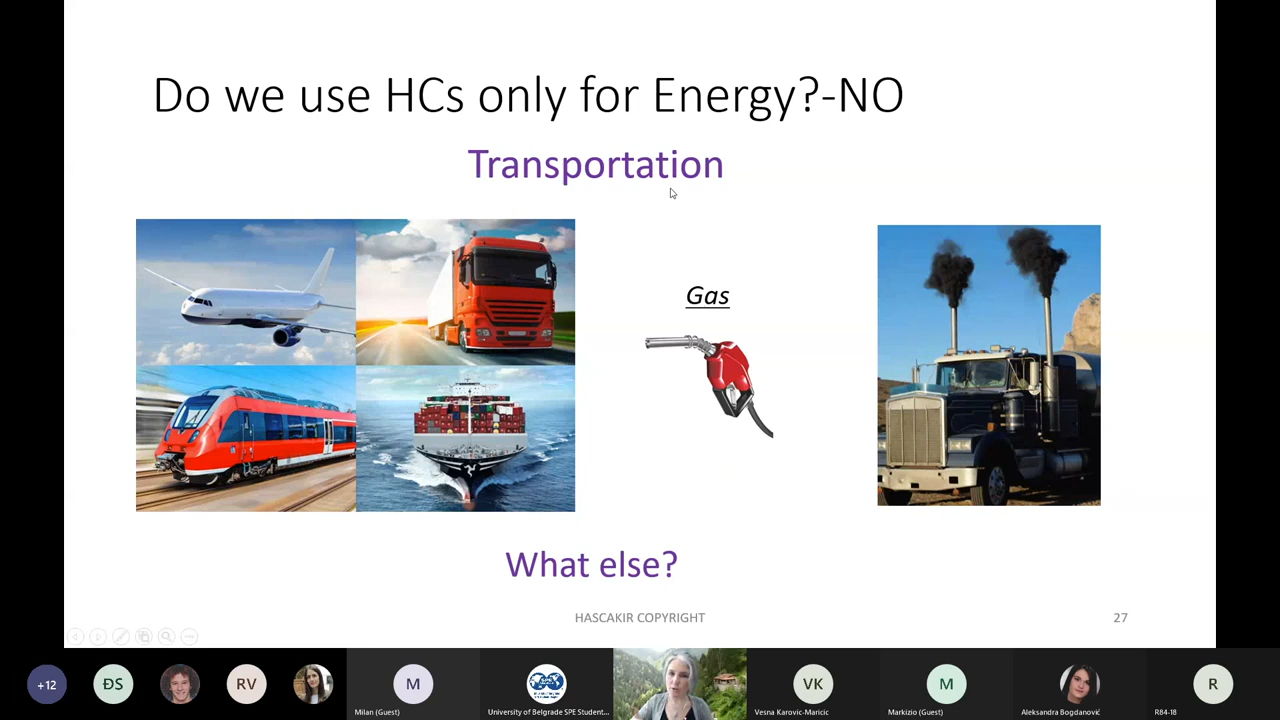 Do we use HCs only for Energy?-NO
Transportation
Gas
What else?
HASCAKIR COPYRIGHT
27
+12
ĐS
RV
M
Milan (Guest)
University of Belgrade SPE Student...
VK
Vesna Karovic-Maricic
M
Markizio (Guest)
Aleksandra Bogdanović
R
R84-18